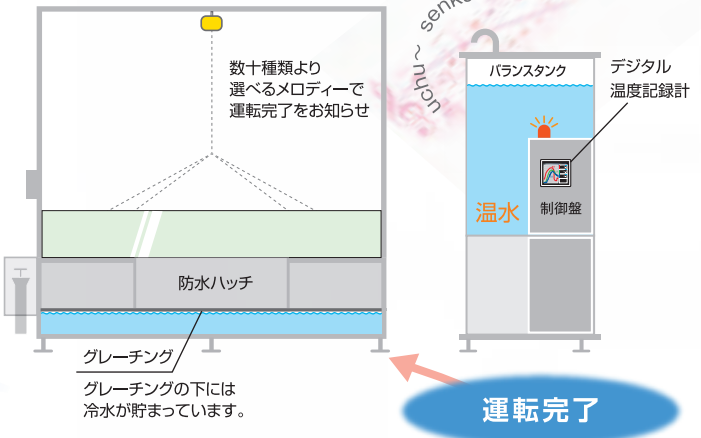 数十種類より
選べるメロディーで
運転完了をお知らせ
uchu ~ senk
バランスタンク
デジタル
温度記録計
温水
制御盤
防水ハッチ
グレーチング
グレーチングの下には
冷水が貯まっています。
運転完了